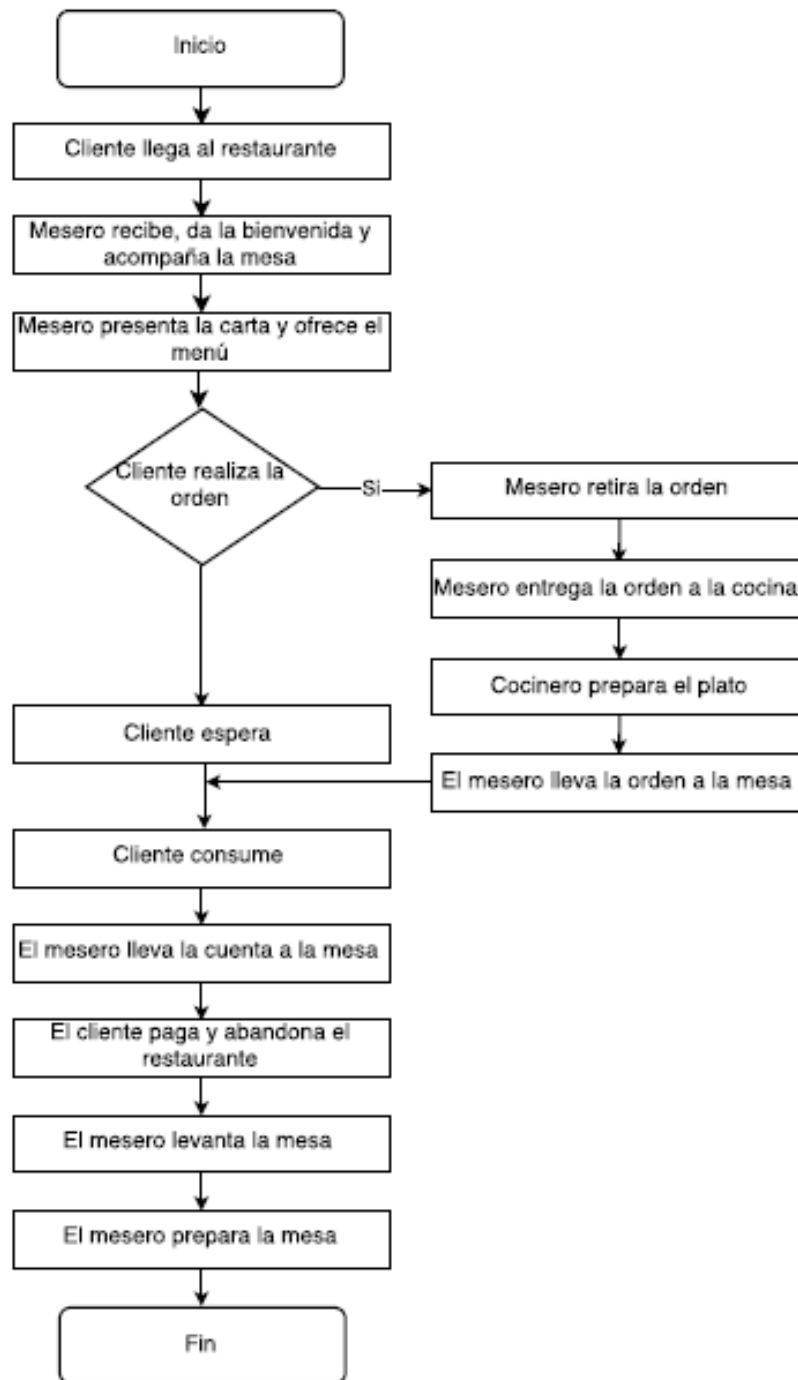 Inicio
Cliente llega al restaurante
Mesero recibe, da la bienvenida y
acompaña la mesa
Mesero presenta la carta y ofrece el
menú
Cliente realiza la
orden
Si
Mesero retira la orden
Mesero entrega la orden a la cocina
Cocinero prepara el plato
El mesero lleva la orden a la mesa
Cliente espera
Cliente consume
El mesero lleva la cuenta a la mesa
El cliente paga y abandona el
restaurante
El mesero levanta la mesa
El mesero prepara la mesa
Fin